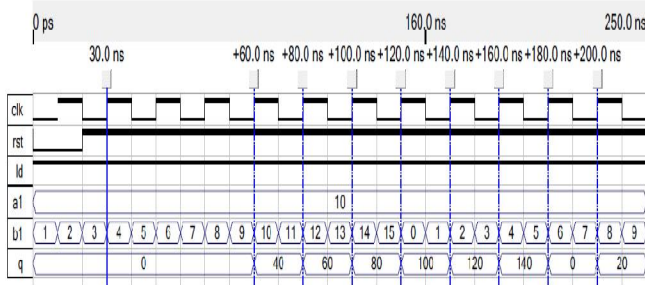 0 ps 160.0 ns 250.0 ns
30.0 ns +60.0 ns +80.0 ns +100.0 ns +120.0 ns +140.0 ns +160.0 ns +180.0 ns +200.0 ns
clk
rst
ld
a1 10
b1 1 2 3 4 5 6 7 8 9 10 11 12 13 14 15 0 1 2 3 4 5 6 7 8 9
q 0 40 60 80 100 120 140 0 20